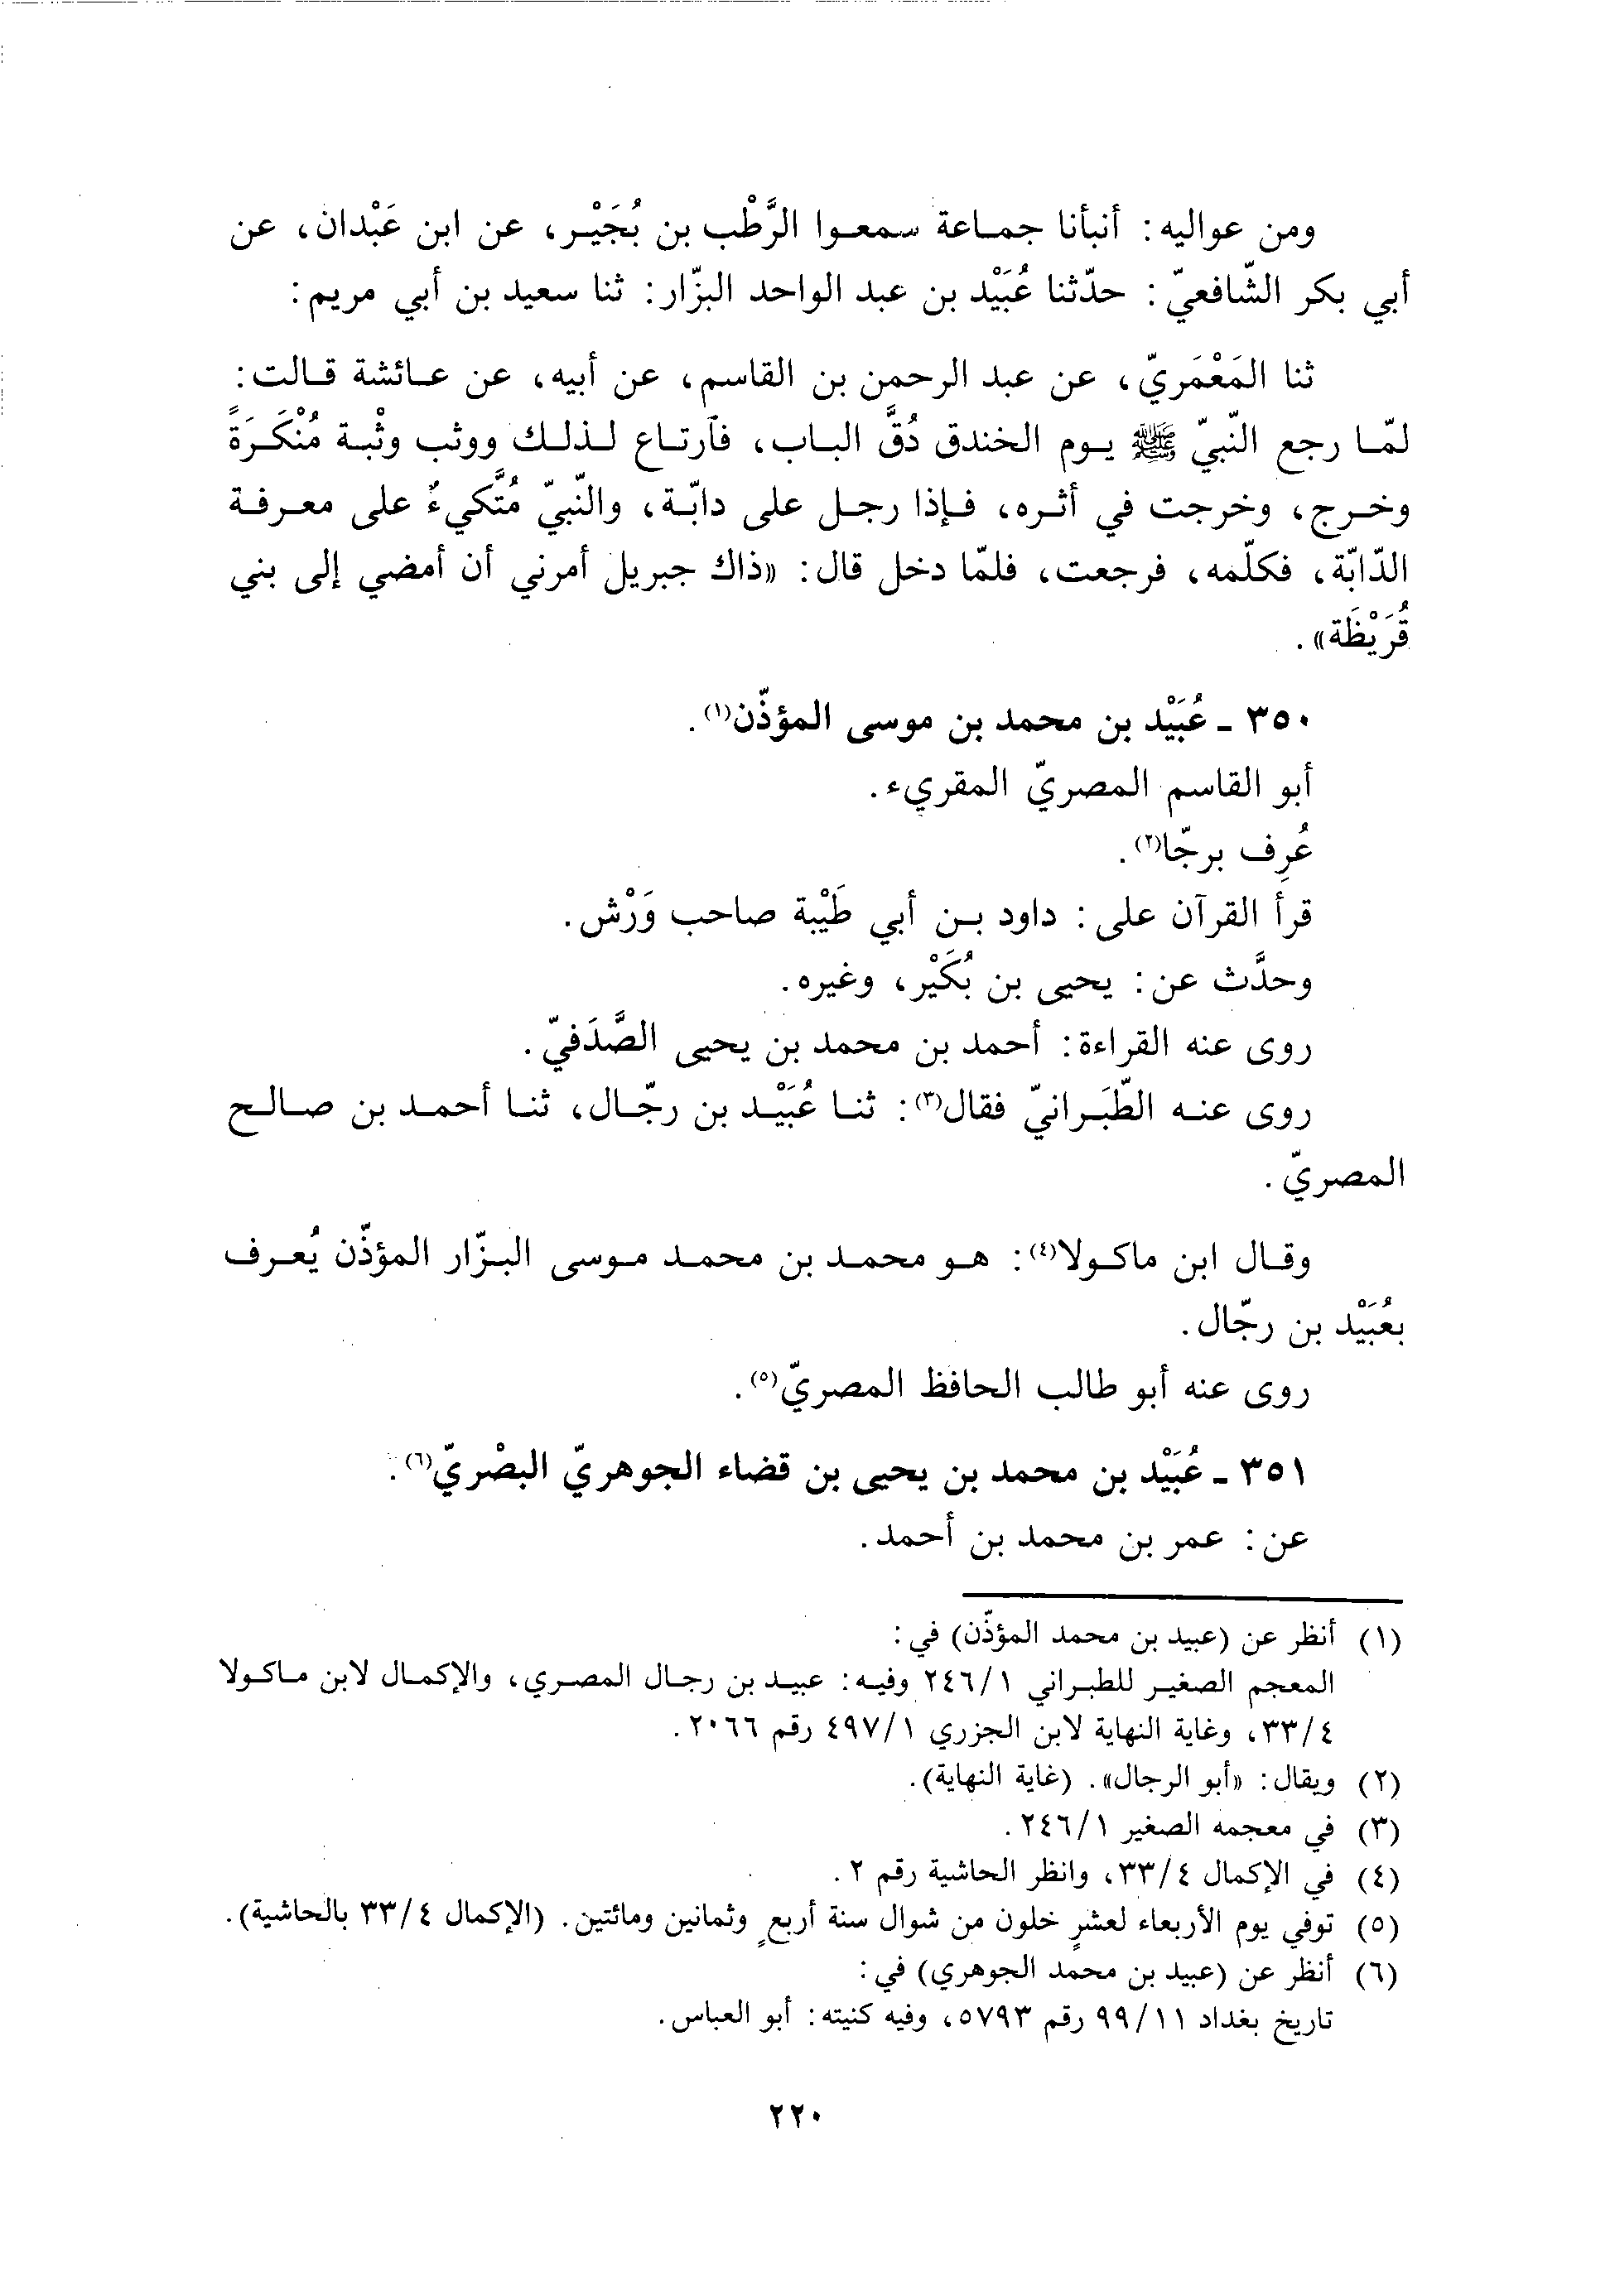 ومن عواليه: أنبأنا جماعة سمعوا الرَّطْب بن بُجَيْر، عن ابن عَبْدان، عن
أبي بكر الشّافعيّ: حدّثنا عُبَيْد بن عبد الواحد البزّار: ثنا سعيد بن أبي مريم:
ثنا المَعْمَريّ، عن عبد الرحمن بن القاسم، عن أبيه، عن عائشة قالت:
لمّا رجع النّبيّ ﷺ يوم الخندق دُقَّ الباب، فآرتاع لذلك ووثب وثْبة مُنْكَرَةً
وخرج، وخرجت في أثره، فإذا رجل على دابّة، والنّبيّ مُتَّكيءٌ على معرفة
الدّابّة، فكلّمه، فرجعت، فلمّا دخل قال: «ذاك جبريل أمرني أن أمضي إلى بني
قُرَيْظَة».
٣٥٠ ـ عُبَيْد بن محمد بن موسى المؤذّن(١).
أبو القاسم المصريّ المقريء.
عُرِف برجّا(٢).
قرأ القرآن على: داود بن أبي طَيْبة صاحب وَرْش.
وحدَّث عن: يحيى بن بُكَيْر، وغيره.
روى عنه القراءة: أحمد بن محمد بن يحيى الصَّدَفيّ.
روى عنه الطَّبَرانيّ فقال(٣): ثنا عُبَيْد بن رجّال، ثنا أحمد بن صالح
المصريّ.
وقال ابن ماكولا(٤): هو محمد بن محمد موسى البزّار المؤذّن يُعرف
بعُبَيْد بن رجّال.
روى عنه أبو طالب الحافظ المصريّ(٥).
٣٥١ ـ عُبَيْد بن محمد بن يحيى بن قضاء الجوهريّ البصْريّ(٦).
عن: عمر بن محمد بن أحمد.
(١) أنظر عن (عبيد بن محمد المؤذّن) في:
المعجم الصغير للطبراني ٢٤٦/١ وفيه: عبيد بن رجال المصري، والإكمال لابن ماكولا
٣٣/٤، وغاية النهاية لابن الجزري ٤٩٧/١ رقم ٢٠٦٦.
(٢) ويقال: «أبو الرجال». (غاية النهاية).
(٣) في معجمه الصغير ٢٤٦/١.
(٤) في الإكمال ٣٣/٤، وانظر الحاشية رقم ٢.
(٥) توفي يوم الأربعاء لعشرٍ خلون من شوال سنة أربعٍ وثمانين ومائتين. (الإكمال ٣٣/٤ بالحاشية).
(٦) أنظر عن (عبيد بن محمد الجوهري) في:
تاريخ بغداد ٩٩/١١ رقم ٥٧٩٣، وفيه كنيته: أبو العباس.
٢٢٠